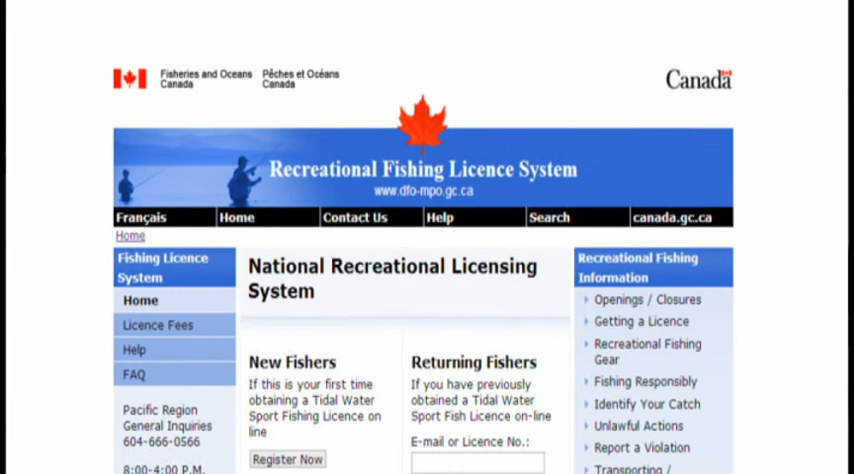 Fisheries and Oceans Pêches et Océans
Canada Canada
Canada
Recreational Fishing Licence System
www.dfo-mpo.gc.ca
Français Home Contact Us Help Search canada.gc.ca
Home
Fishing Licence
System
Home
Licence Fees
Help
FAQ
Pacific Region
General Inquiries
604-666-0566
8:00-4:00 P.M.
National Recreational Licensing
System
New Fishers
If this is your first time
obtaining a Tidal Water
Sport Fishing Licence on
line
Register Now
Returning Fishers
If you have previously
obtained a Tidal Water
Sport Fish Licence on-line
E-mail or Licence No.:
Recreational Fishing
Information
Openings / Closures
Getting a Licence
Recreational Fishing
Gear
Fishing Responsibly
Identify Your Catch
Unlawful Actions
Report a Violation
Transporting /